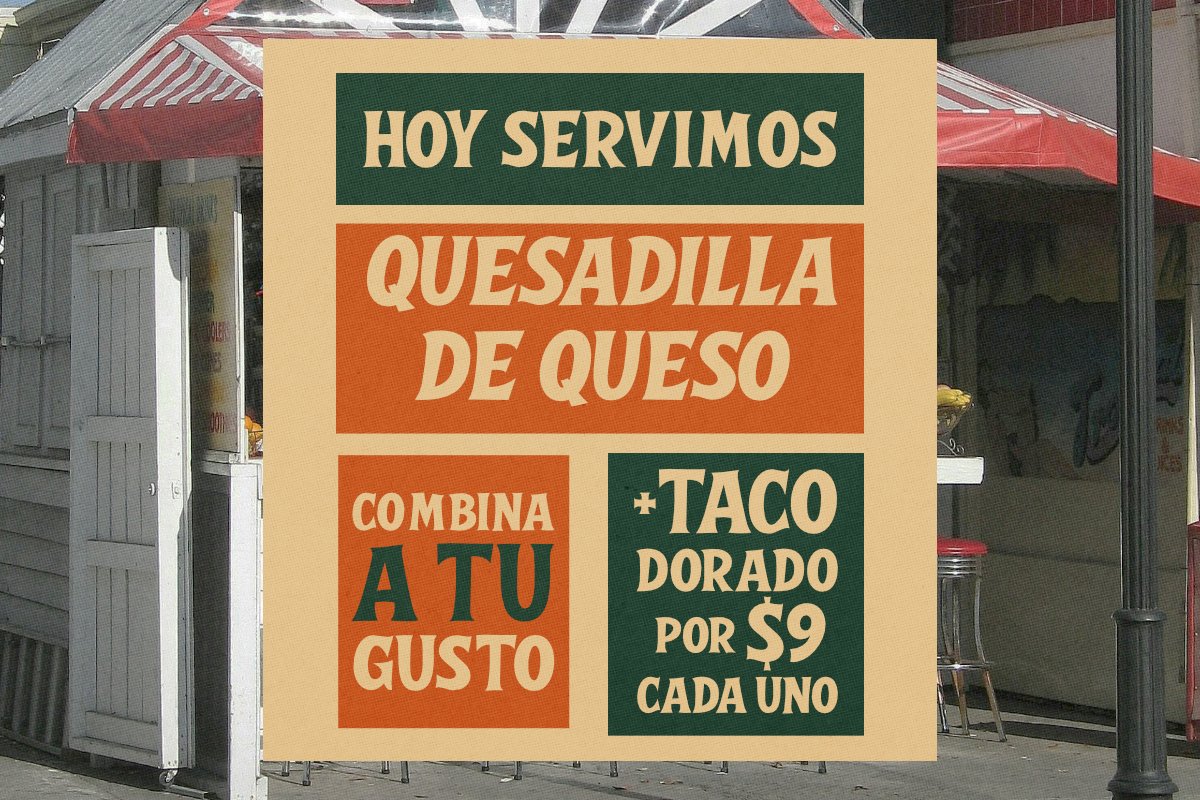 HOY SERVIMOS
QUESADILLA
DE QUESO
COMBINA
A TU
GUSTO
+TACO
DORADO
POR $9
CADA UNO